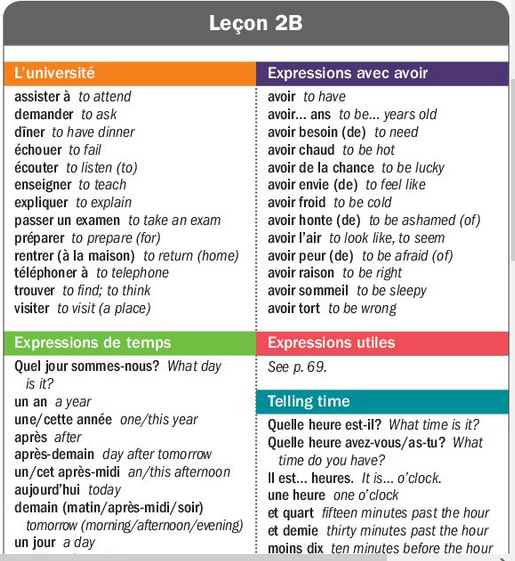 Leçon 2B
L'université
assister à to attend
demander to ask
dîner to have dinner
échouer to fail
écouter to listen (to)
enseigner to teach
expliquer to explain
passer un examen to take an exam
préparer to prepare (for)
rentrer (à la maison) to return (home)
téléphoner à to telephone
trouver to find; to think
visiter to visit (a place)
Expressions de temps
Quel jour sommes-nous? What day
is it?
un an a year
une/cette année one/this year
après after
après-demain day after tomorrow
un/cet après-midi an/this afternoon
aujourd'hui today
demain (matin/après-midi/soir)
tomorrow (morning/afternoon/evening)
un jour a day
Expressions avec avoir
avoir to have
avoir... ans to be... years old
avoir besoin (de) to need
avoir chaud to be hot
avoir de la chance to be lucky
avoir envie (de) to feel like
avoir froid to be cold
avoir honte (de) to be ashamed (of)
avoir l'air to look like, to seem
avoir peur (de) to be afraid (of)
avoir raison to be right
avoir sommeil to be sleepy
avoir tort to be wrong
Expressions utiles
See p. 69.
Telling time
Quelle heure est-il? What time is it?
Quelle heure avez-vous/as-tu? What
time do you have?
Il est... heures. It is... o'clock.
une heure one o'clock
et quart fifteen minutes past the hour
et demie thirty minutes past the hour
moins dix ten minutes before the hour